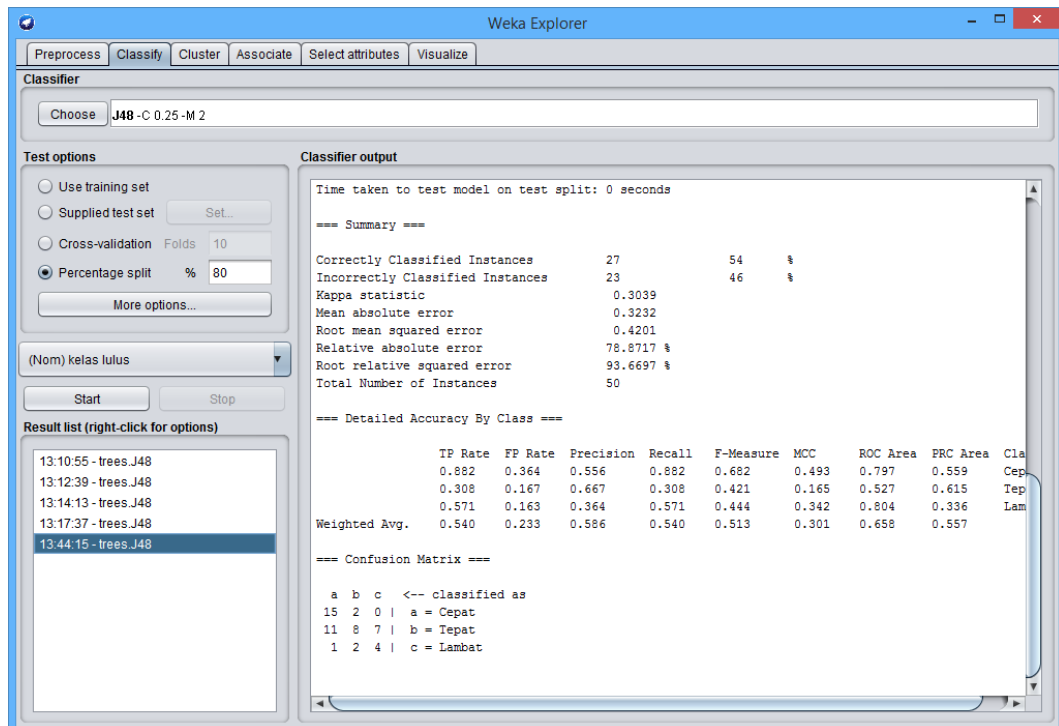 Weka Explorer
Preprocess Classify Cluster Associate Select attributes Visualize
Classifier
Choose J48 -C 0.25 -M 2
Test options
Use training set
Supplied test set Set...
Cross-validation Folds 10
Percentage split % 80
More options...
(Nom) kelas lulus
Start Stop
Result list (right-click for options)
13:10:55 - trees.J48
13:12:39 - trees.J48
13:14:13 - trees.J48
13:17:37 - trees.J48
13:44:15 - trees.J48
Classifier output
Time taken to test model on test split: 0 seconds
=== Summary ===
Correctly Classified Instances 27 54 %
Incorrectly Classified Instances 23 46 %
Kappa statistic 0.3039
Mean absolute error 0.3232
Root mean squared error 0.4201
Relative absolute error 78.8717 %
Root relative squared error 93.6697 %
Total Number of Instances 50
=== Detailed Accuracy By Class ===
TP Rate FP Rate Precision Recall F-Measure MCC ROC Area PRC Area Cla
0.882 0.364 0.556 0.882 0.682 0.493 0.797 0.559 Cep
0.308 0.167 0.667 0.308 0.421 0.165 0.527 0.615 Tep
0.571 0.163 0.364 0.571 0.444 0.342 0.804 0.336 Lam
Weighted Avg. 0.540 0.233 0.586 0.540 0.513 0.301 0.658 0.557
=== Confusion Matrix ===
a b c <-- classified as
15 2 0 | a = Cepat
11 8 7 | b = Tepat
1 2 4 | c = Lambat